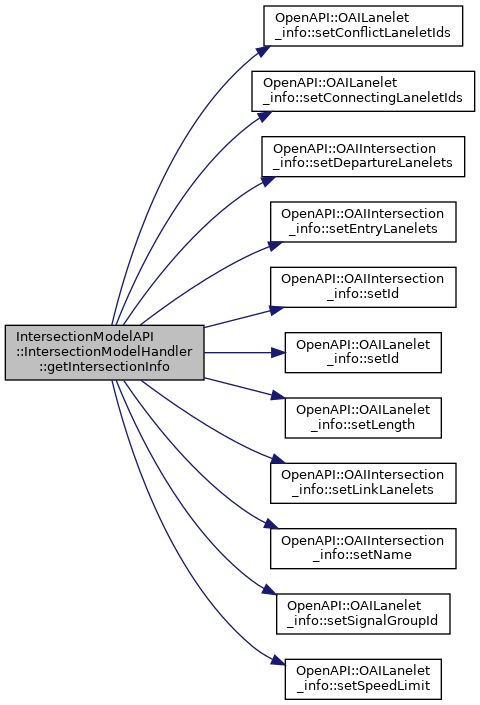 OpenAPI::OAILanelet
_info::setConflictLaneletIds
OpenAPI::OAILanelet
_info::setConnectingLaneletIds
OpenAPI::OAIIntersection
_info::setDepartureLanelets
OpenAPI::OAIIntersection
_info::setEntryLanelets
OpenAPI::OAIIntersection
_info::setId
IntersectionModelAPI
::IntersectionModelHandler
::getIntersectionInfo
OpenAPI::OAILanelet
_info::setId
OpenAPI::OAILanelet
_info::setLength
OpenAPI::OAIIntersection
_info::setLinkLanelets
OpenAPI::OAIIntersection
_info::setName
OpenAPI::OAILanelet
_info::setSignalGroupId
OpenAPI::OAILanelet
_info::setSpeedLimit